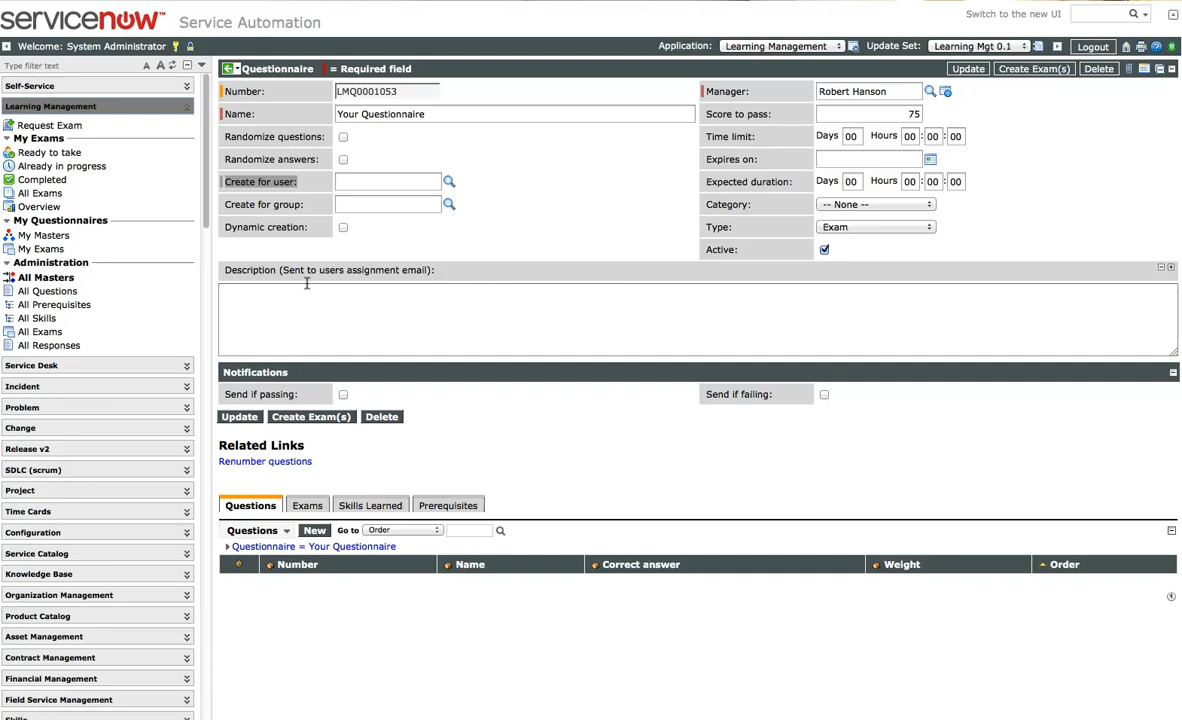 servicenow™ Service Automation
Switch to the new UI
Welcome: System Administrator
Application: Learning Management Update Set: Learning Mgt 0.1 Logout
Type filter text A A
Self-Service
Learning Management
Request Exam
My Exams
Ready to take
Already in progress
Completed
All Exams
Overview
My Questionnaires
My Masters
My Exams
Administration
All Masters
All Questions
All Prerequisites
All Skills
All Exams
All Responses
Service Desk
Incident
Problem
Change
Release v2
SDLC (scrum)
Project
Time Cards
Configuration
Service Catalog
Knowledge Base
Organization Management
Product Catalog
Asset Management
Contract Management
Financial Management
Field Service Management
Skills
Questionnaire = Required field Update Create Exam(s) Delete
Number: LMQ0001053
Name: Your Questionnaire
Randomize questions:
Randomize answers:
Create for user:
Create for group:
Dynamic creation:
Manager: Robert Hanson
Score to pass: 75
Time limit: Days 00 Hours 00 : 00 : 00
Expires on:
Expected duration: Days 00 Hours 00 : 00 : 00
Category: -- None --
Type: Exam
Active:
Description (Sent to users assignment email):
Notifications
Send if passing: Send if failing:
Update Create Exam(s) Delete
Related Links
Renumber questions
Questions Exams Skills Learned Prerequisites
Questions New Go to Order
Questionnaire = Your Questionnaire
Number Name Correct answer Weight Order